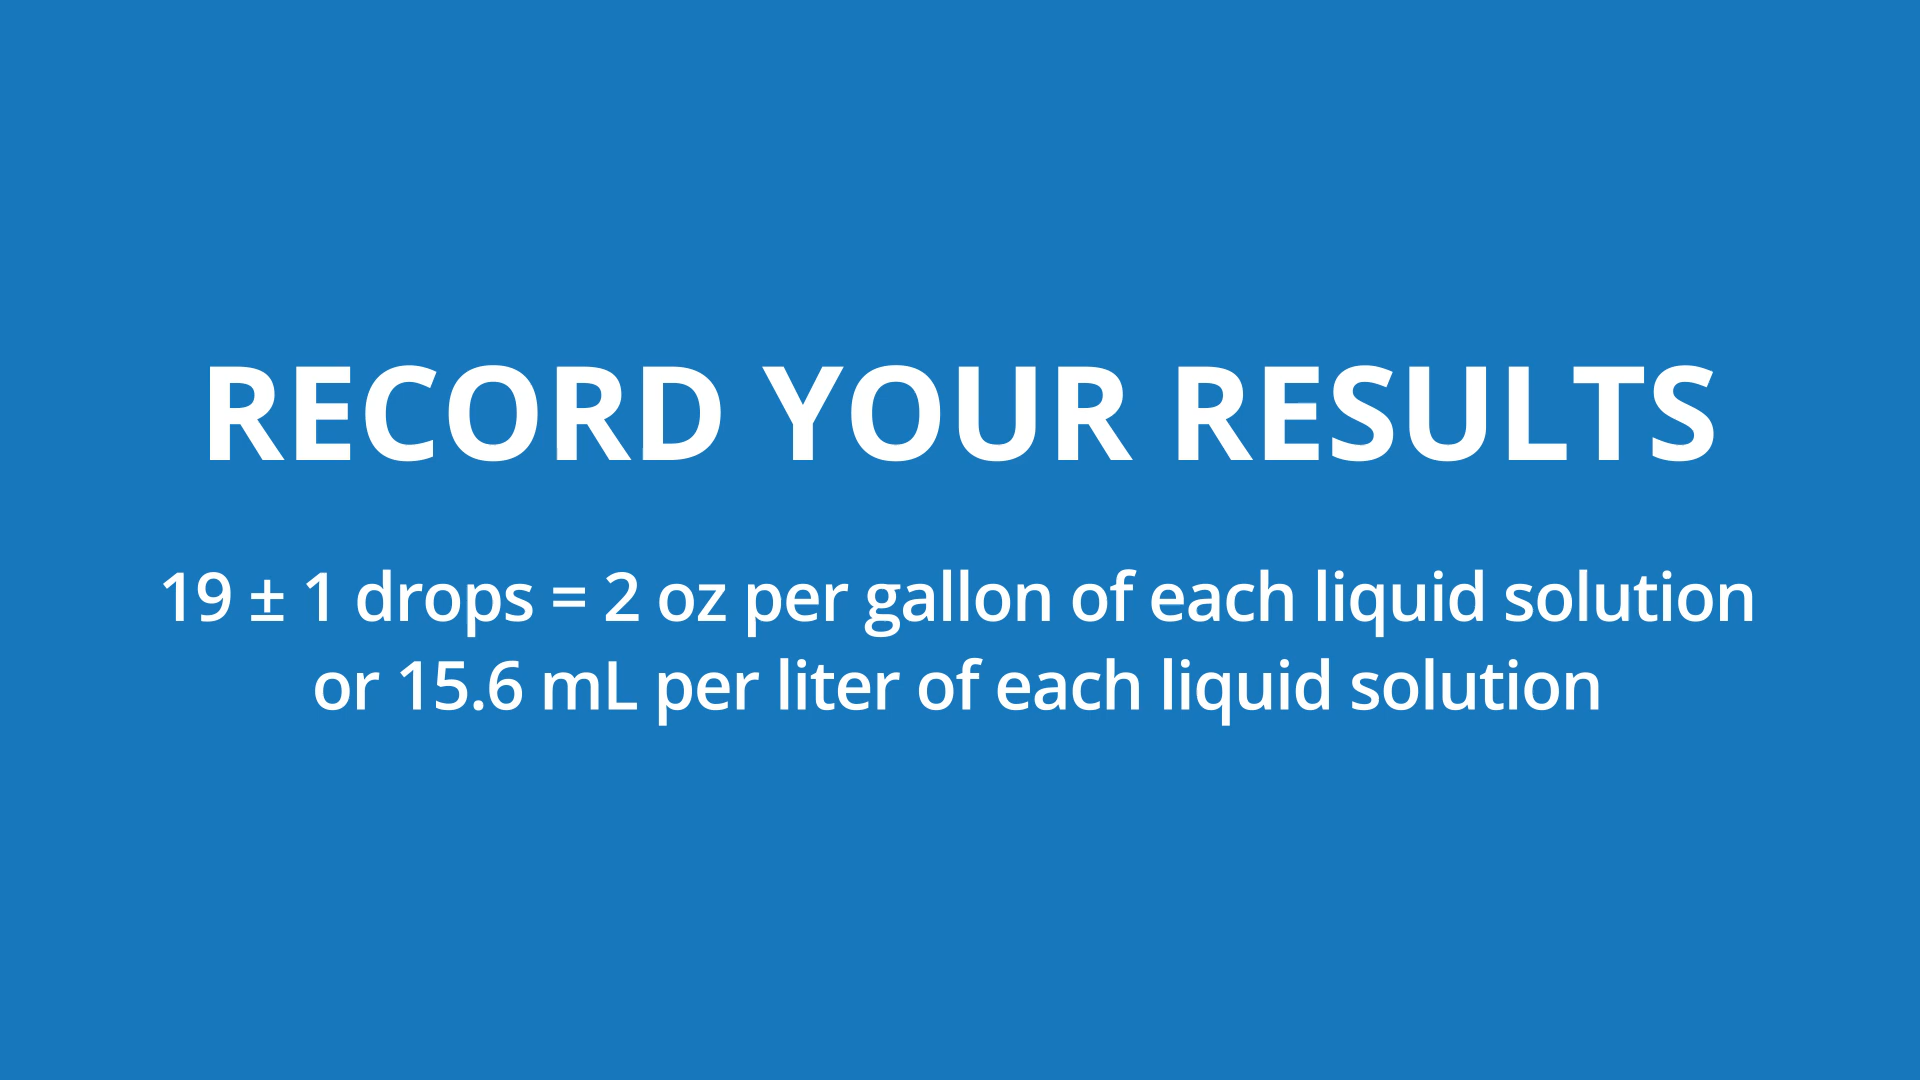 RECORD YOUR RESULTS
19 ± 1 drops = 2 oz per gallon of each liquid solution
or 15.6 mL per liter of each liquid solution